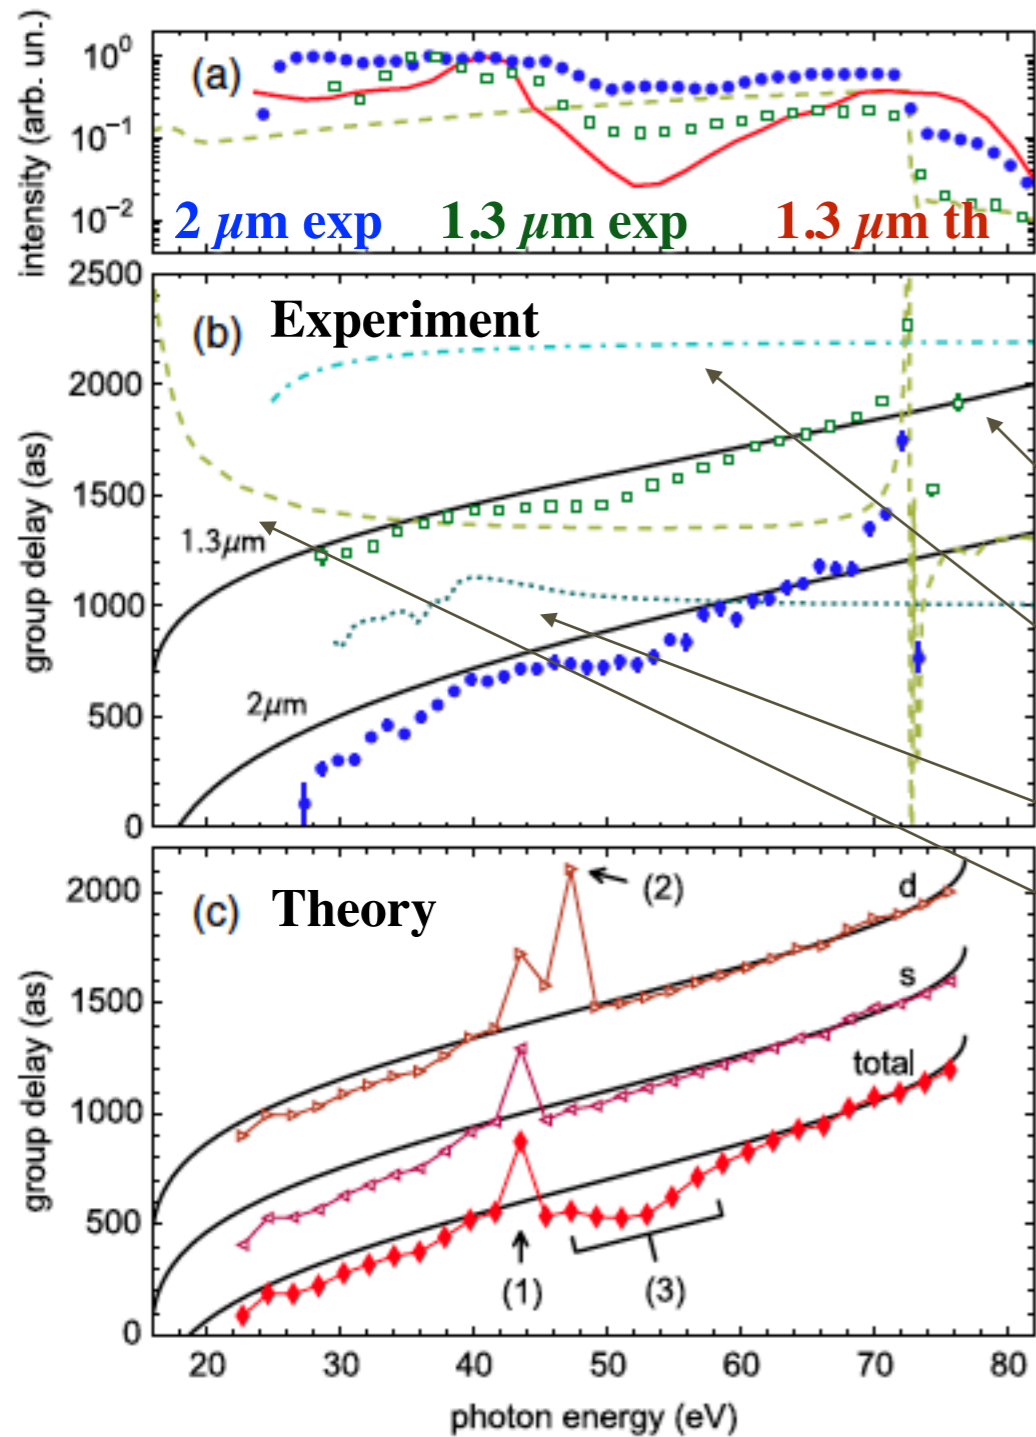 intensity (arb. un.)
10⁰
10⁻¹
10⁻²
(a)
2 µm exp 1.3 µm exp 1.3 µm th
group delay (as)
2500
2000
1500
1000
500
0
(b) Experiment
1.3µm
2µm
group delay (as)
2000
1500
1000
500
0
(c) Theory
(2)
d
s
total
(1)
(3)
20 30 40 50 60 70 80
photon energy (eV)